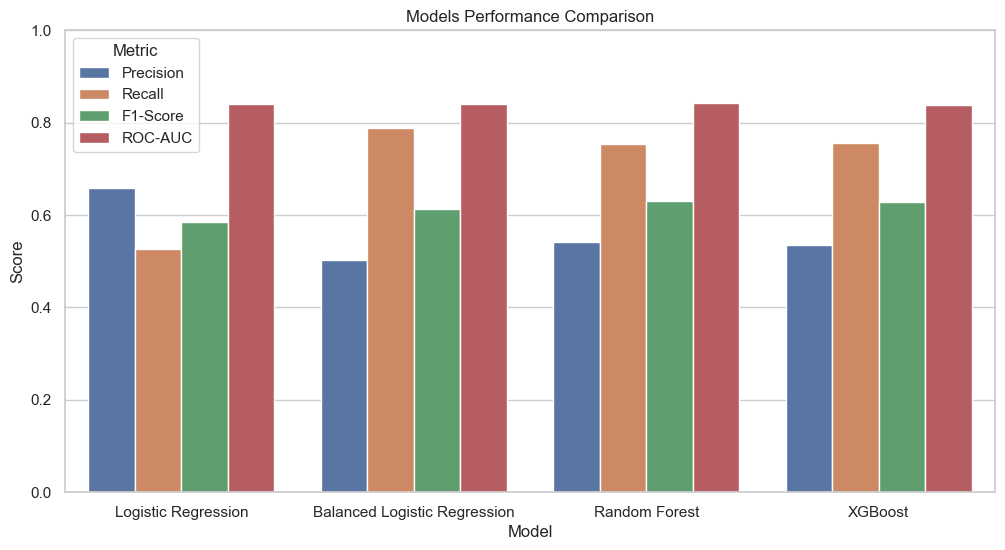 Models Performance Comparison
1.0
0.8
0.6
0.4
0.2
0.0
Score
Metric
Precision
Recall
F1-Score
ROC-AUC
Logistic Regression
Balanced Logistic Regression
Random Forest
XGBoost
Model